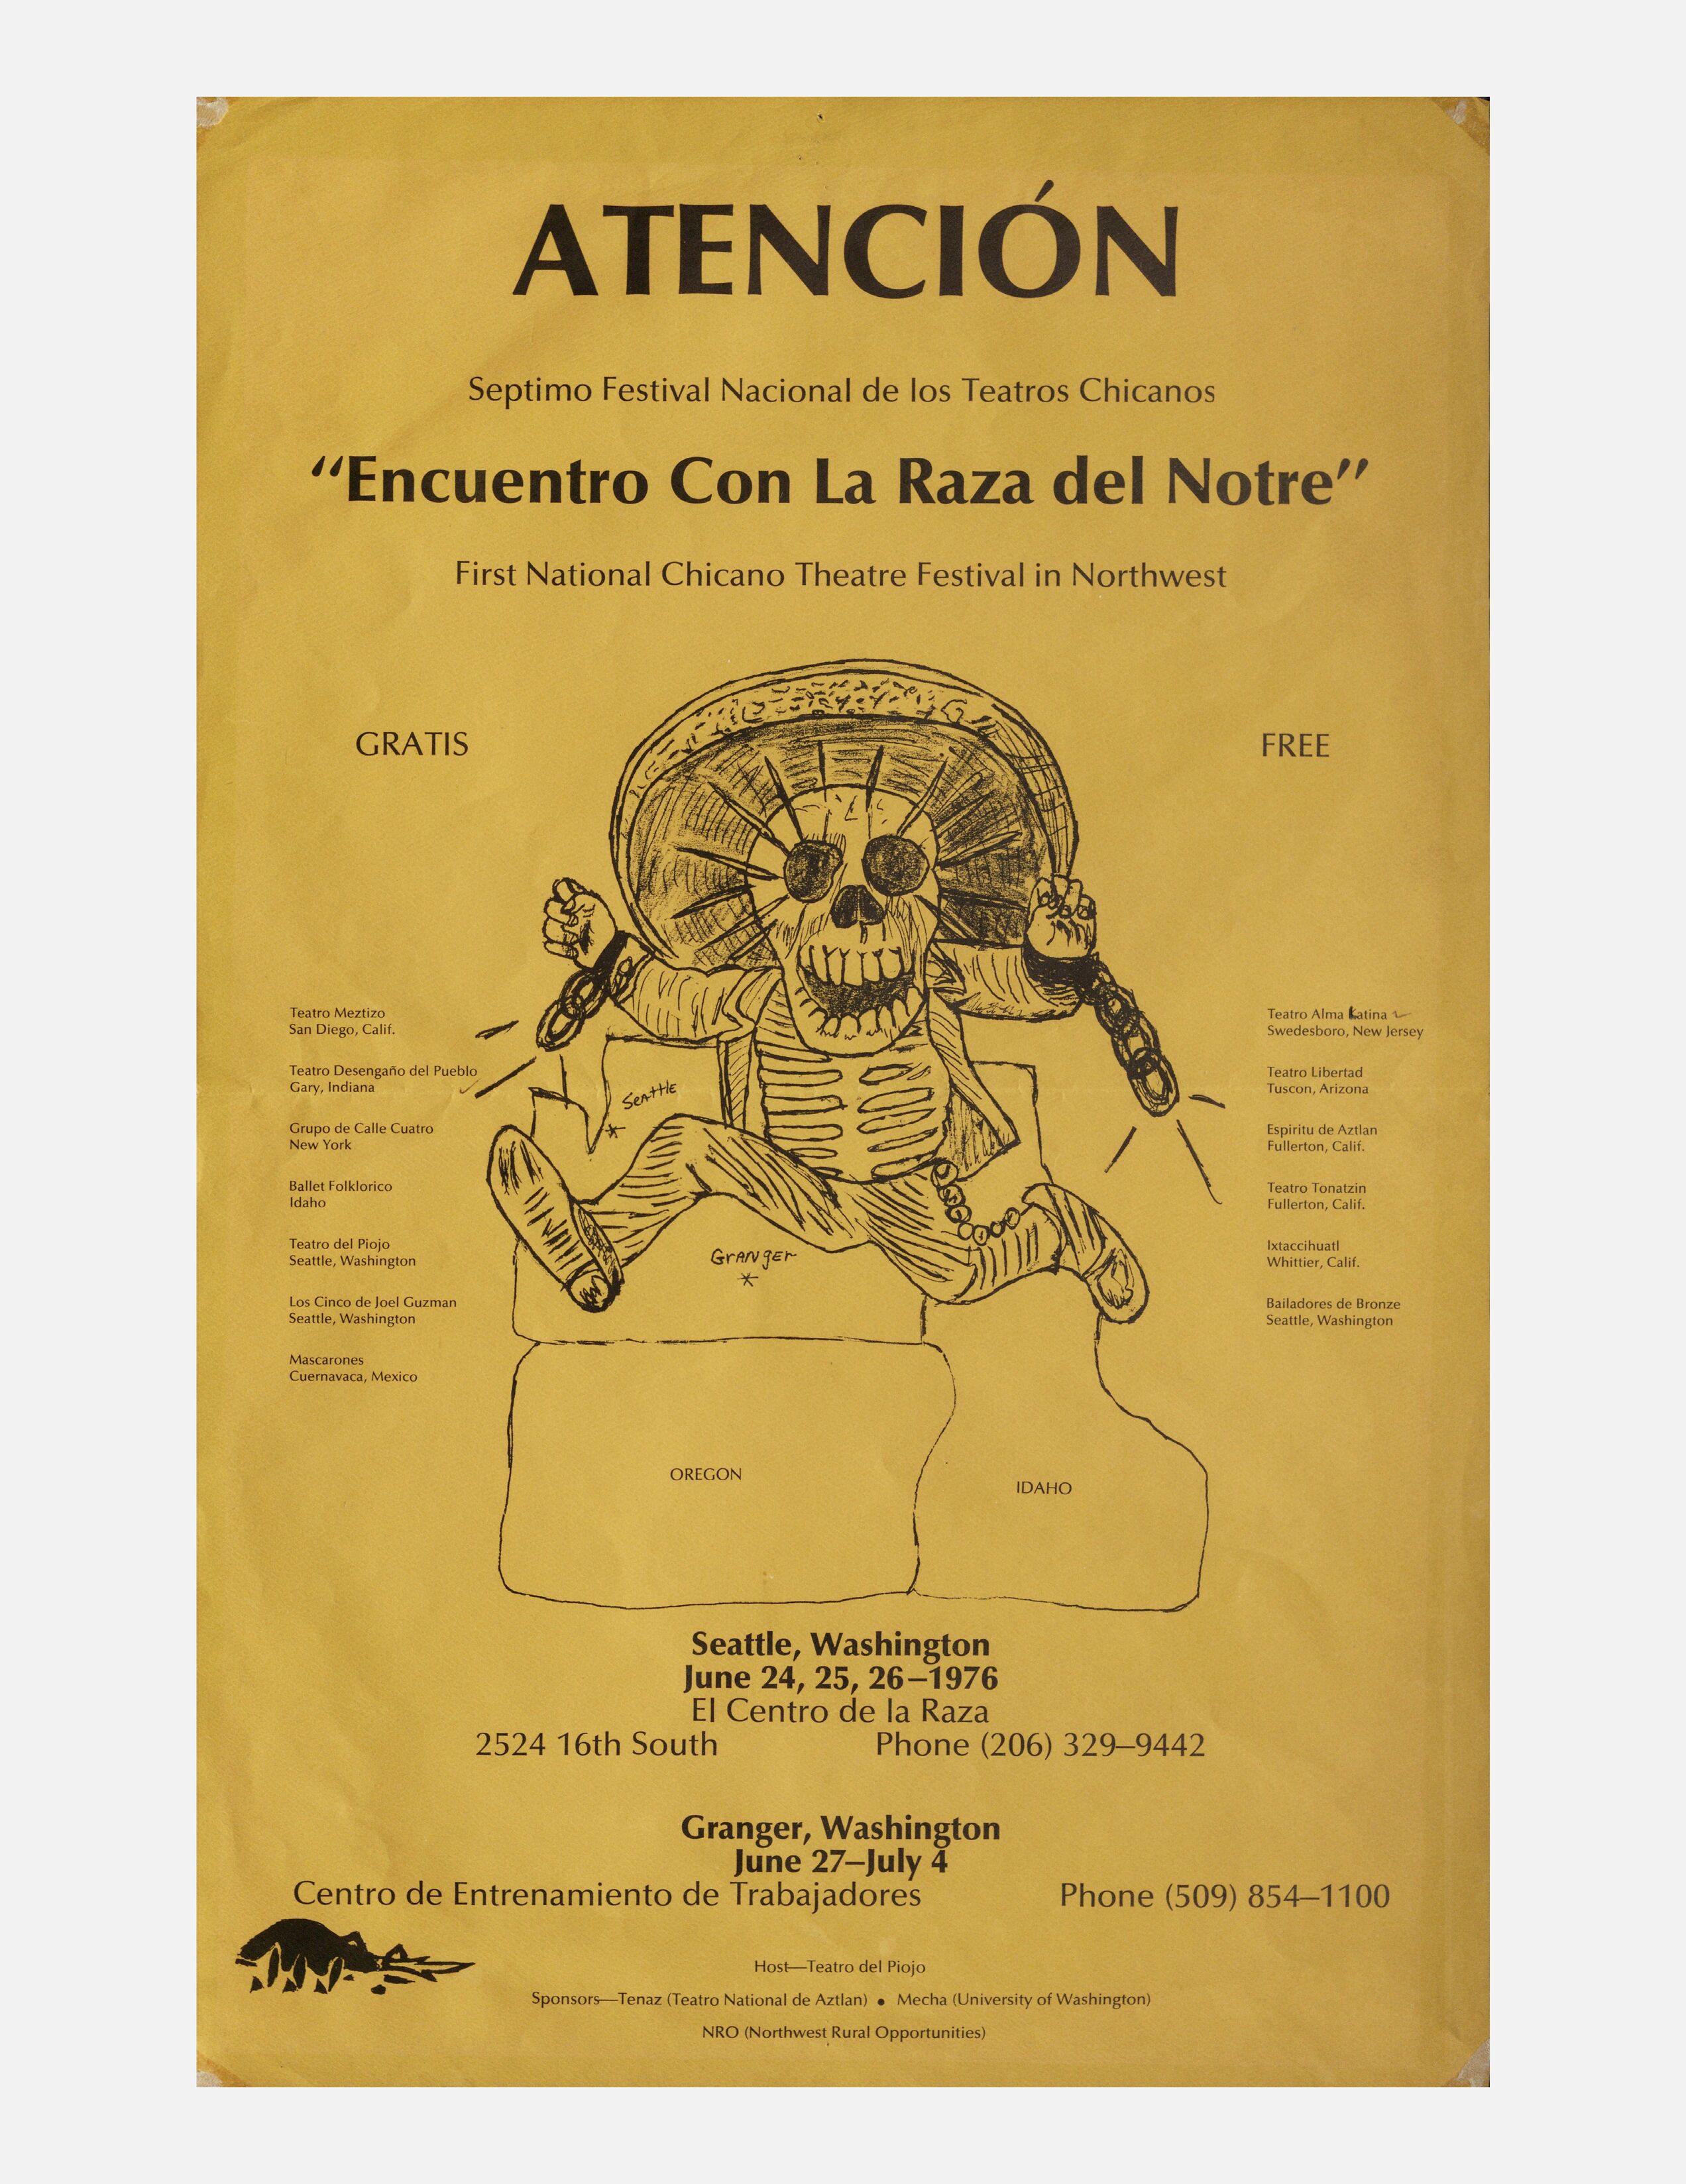 ATENCIÓN
Septimo Festival Nacional de los Teatros Chicanos
“Encuentro Con La Raza del Notre”
First National Chicano Theatre Festival in Northwest
GRATIS
FREE
Teatro Meztizo
San Diego, Calif.
Teatro Desengaño del Pueblo
Gary, Indiana
Grupo de Calle Cuatro
New York
Ballet Folklorico
Idaho
Teatro del Piojo
Seattle, Washington
Los Cinco de Joel Guzman
Seattle, Washington
Mascarones
Cuernavaca, Mexico
Seattle
Granger
OREGON
IDAHO
Teatro Alma Latina
Swedesboro, New Jersey
Teatro Libertad
Tuscon, Arizona
Espiritu de Aztlan
Fullerton, Calif.
Teatro Tonatzin
Fullerton, Calif.
Ixtaccihuatl
Whittier, Calif.
Bailadores de Bronze
Seattle, Washington
Seattle, Washington
June 24, 25, 26—1976
El Centro de la Raza
2524 16th South Phone (206) 329—9442
Granger, Washington
June 27—July 4
Centro de Entrenamiento de Trabajadores Phone (509) 854—1100
Host—Teatro del Piojo
Sponsors—Tenaz (Teatro National de Aztlan) • Mecha (University of Washington)
NRO (Northwest Rural Opportunities)